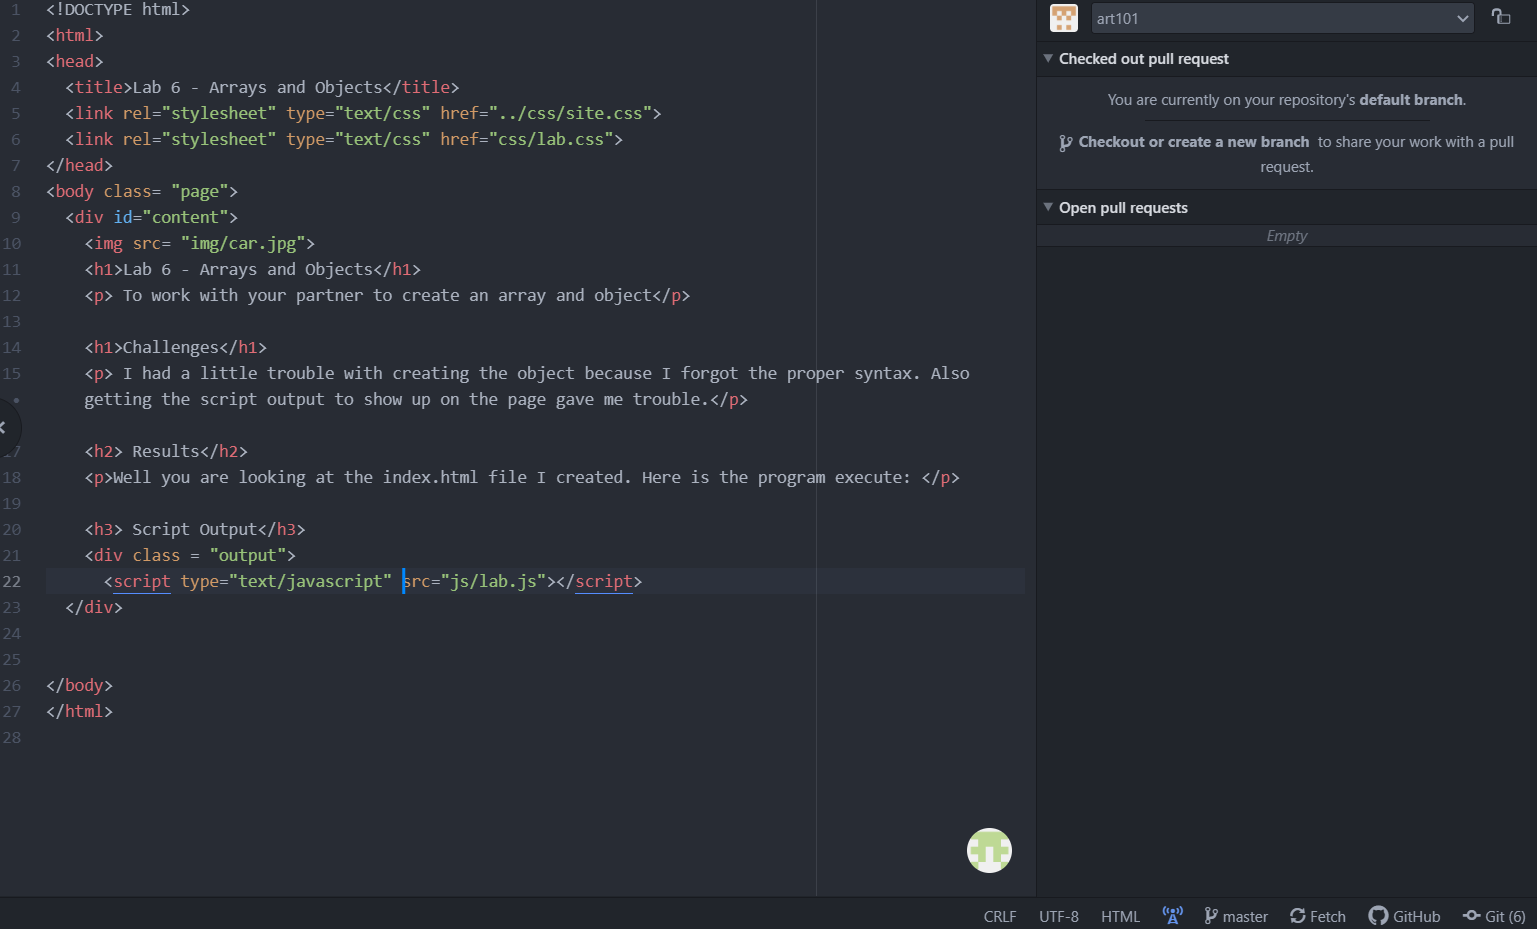 1 <!DOCTYPE html>
2 <html>
3 <head>
4 <title>Lab 6 - Arrays and Objects</title>
5 <link rel="stylesheet" type="text/css" href="../css/site.css">
6 <link rel="stylesheet" type="text/css" href="css/lab.css">
7 </head>
8 <body class= "page">
9 <div id="content">
10 <img src= "img/car.jpg">
11 <h1>Lab 6 - Arrays and Objects</h1>
12 <p> To work with your partner to create an array and object</p>
13
14 <h1>Challenges</h1>
15 <p> I had a little trouble with creating the object because I forgot the proper syntax. Also
• getting the script output to show up on the page gave me trouble.</p>
17 <h2> Results</h2>
18 <p>Well you are looking at the index.html file I created. Here is the program execute: </p>
19
20 <h3> Script Output</h3>
21 <div class = "output">
22 <script type="text/javascript" src="js/lab.js"></script>
23 </div>
24
25
26 </body>
27 </html>
28
art101
Checked out pull request
You are currently on your repository's default branch.
Checkout or create a new branch to share your work with a pull
request.
Open pull requests
Empty
CRLF UTF-8 HTML master Fetch GitHub Git (6)